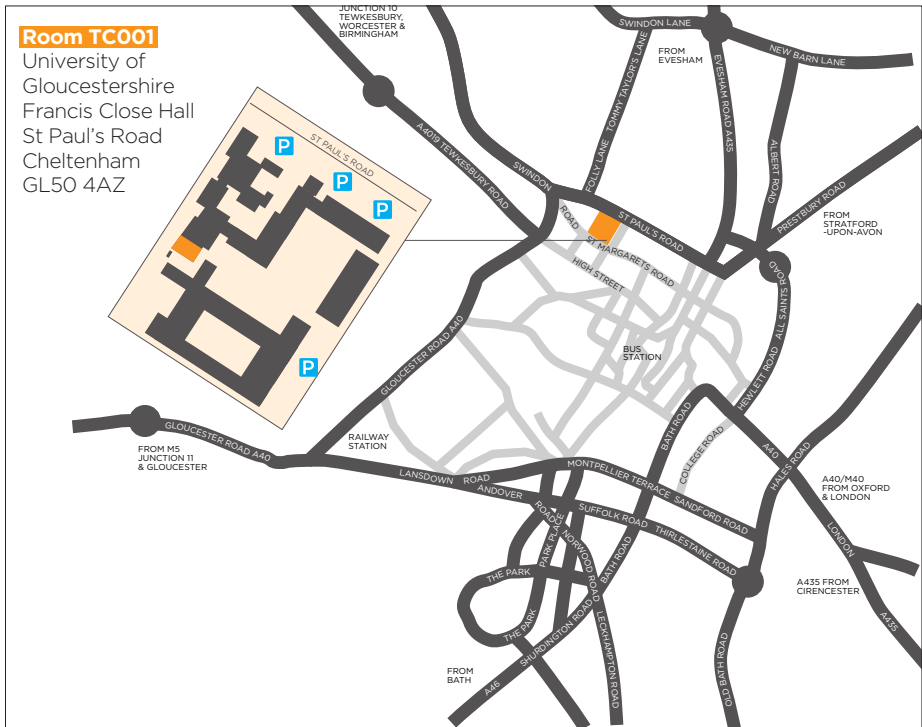 JUNCTION 10
TEWKESBURY,
WORCESTER &
BIRMINGHAM
Room TC001
University of
Gloucestershire
Francis Close Hall
St Paul's Road
Cheltenham
GL50 4AZ
ST PAUL'S ROAD
P
P
P
P
SWINDON LANE
FROM
EVESHAM
NEW BARN LANE
TOMMY TAYLOR'S LANE
FOLLY LANE
EVESHAM ROAD A435
ALBERT ROAD
PRESTBURY ROAD
FROM
STRATFORD
-UPON-AVON
A4019 TEWKESBURY ROAD
SWINDON
ROAD
ST PAUL'S ROAD
ST MARGARETS ROAD
HIGH STREET
ALL SAINTS ROAD
HEWLETT ROAD
BUS
STATION
GLOUCESTER ROAD A40
RAILWAY
STATION
GLOUCESTER ROAD A40
FROM M5
JUNCTION 11
& GLOUCESTER
LANSDOWN ROAD
MONTPELLIER TERRACE
SANDFORD ROAD
BATH ROAD
COLLEGE ROAD
A40
HALES ROAD
A40/M40
FROM OXFORD
& LONDON
LONDON
A435
A435 FROM
CIRENCESTER
ANDOVER
ROAD
SUFFOLK ROAD
THIRLESTAINE ROAD
PARK PLACE
NORWOOD ROAD
BATH ROAD
THE PARK
THE PARK
LECKHAMPTON ROAD
SHURDINGTON ROAD
A46
FROM
BATH
OLD BATH ROAD